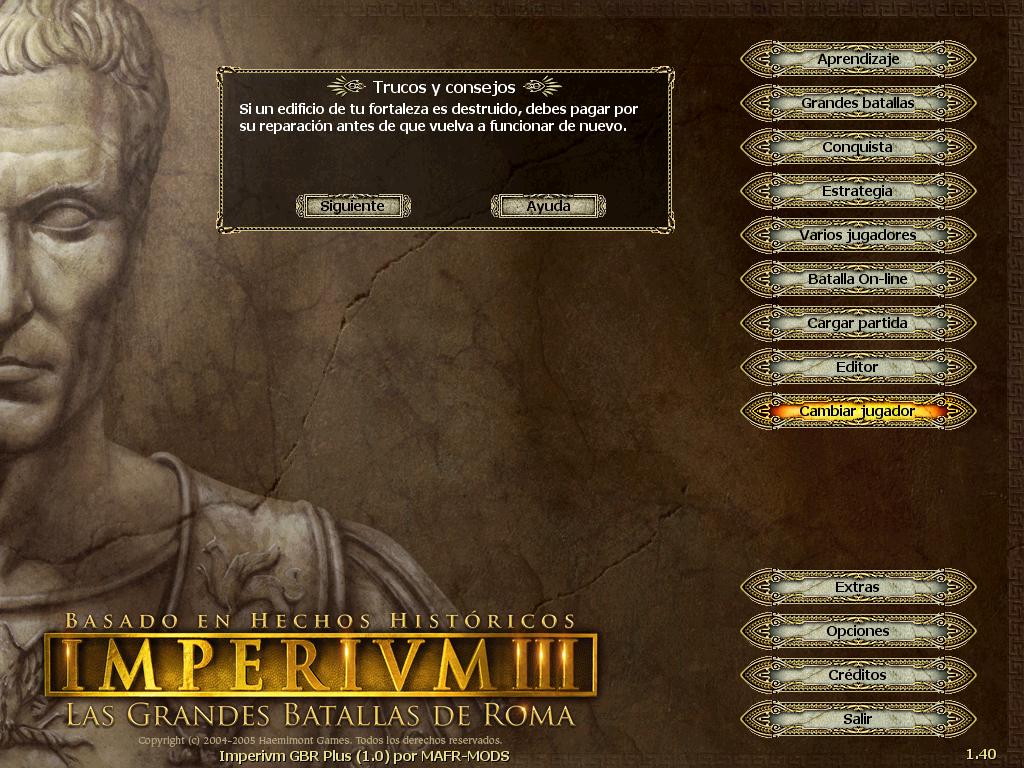 Trucos y consejos
Si un edificio de tu fortaleza es destruido, debes pagar por
su reparación antes de que vuelva a funcionar de nuevo.
Siguiente
Ayuda
Aprendizaje
Grandes batallas
Conquista
Estrategia
Varios jugadores
Batalla On-line
Cargar partida
Editor
Cambiar jugador
Extras
Opciones
Créditos
Salir
BASADO EN HECHOS HISTÓRICOS
IMPERIVM III
LAS GRANDES BATALLAS DE ROMA
Copyright (c) 2004-2005 Haemimont Games. Todos los derechos reservados.
Imperivm GBR Plus (1.0) por MAFR-MODS
1.40